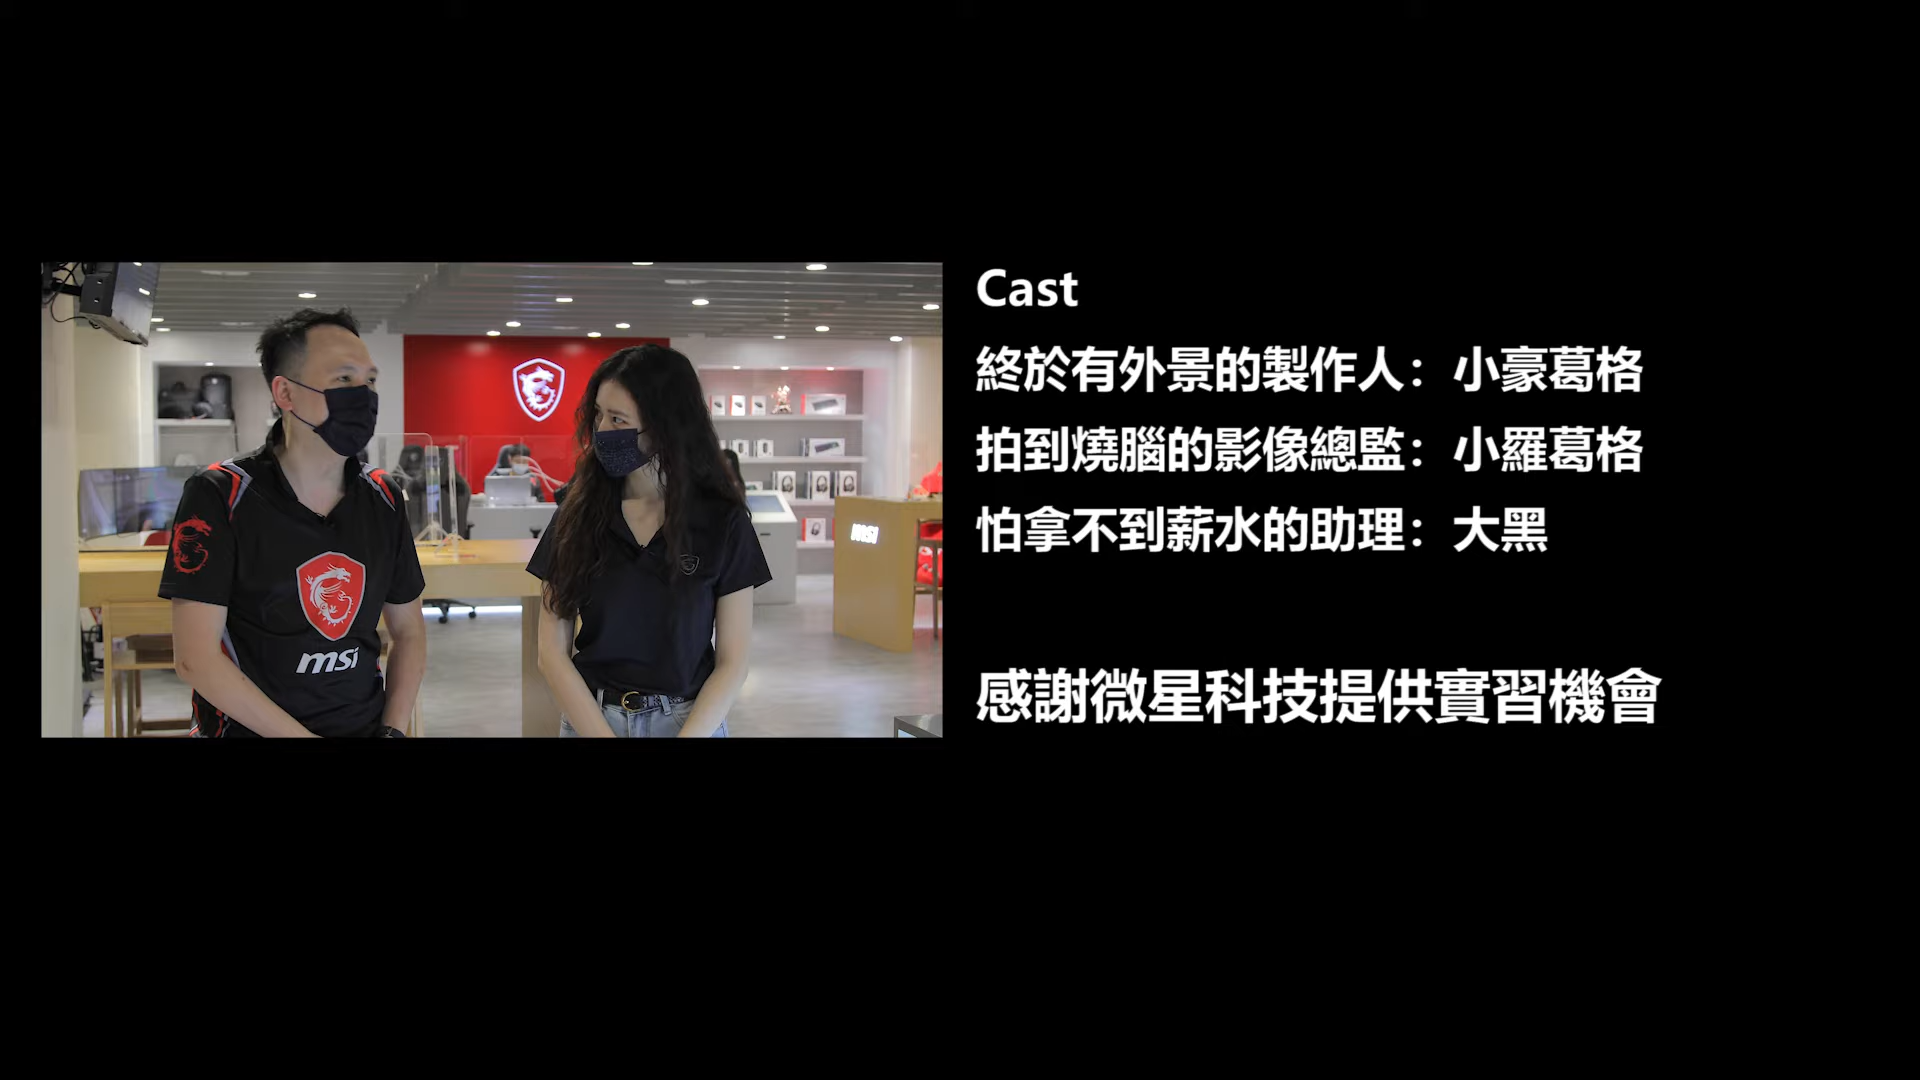 Cast
終於有外景的製作人：小豪葛格
拍到燒腦的影像總監：小羅葛格
怕拿不到薪水的助理：大黑
感謝微星科技提供實習機會
msi
msi